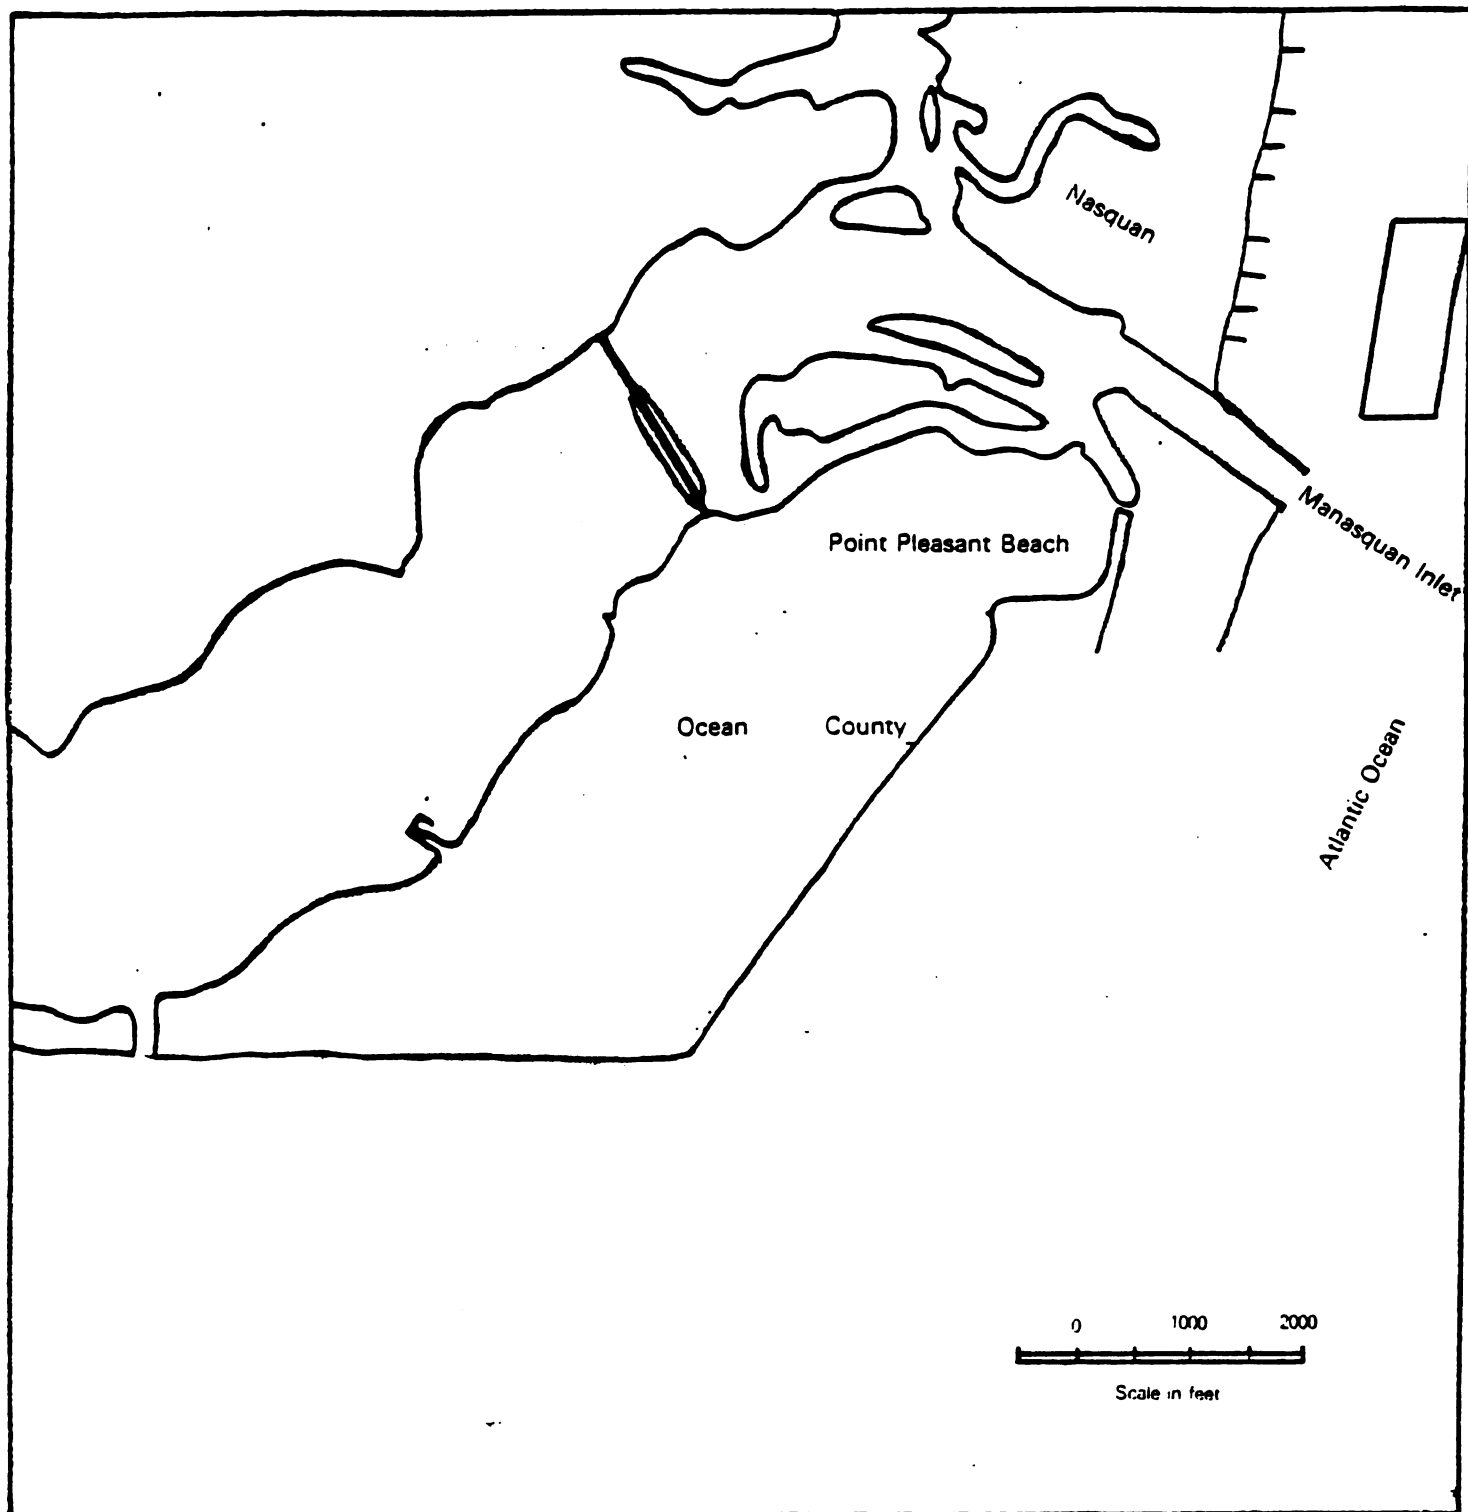 Nasquan
Manasquan Inlet
Point Pleasant Beach
Ocean County
Atlantic Ocean
0 1000 2000
Scale in feet